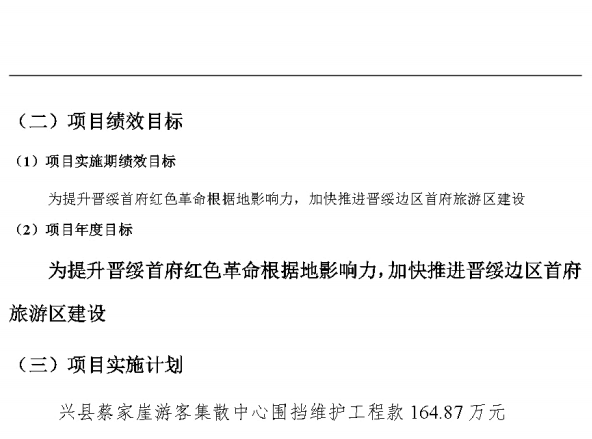 （二）项目绩效目标
（1）项目实施期绩效目标
为提升晋绥首府红色革命根据地影响力，加快推进晋绥边区首府旅游区建设
（2）项目年度目标
为提升晋绥首府红色革命根据地影响力，加快推进晋绥边区首府
旅游区建设
（三）项目实施计划
兴县蔡家崖游客集散中心围挡维护工程款 164.87 万元